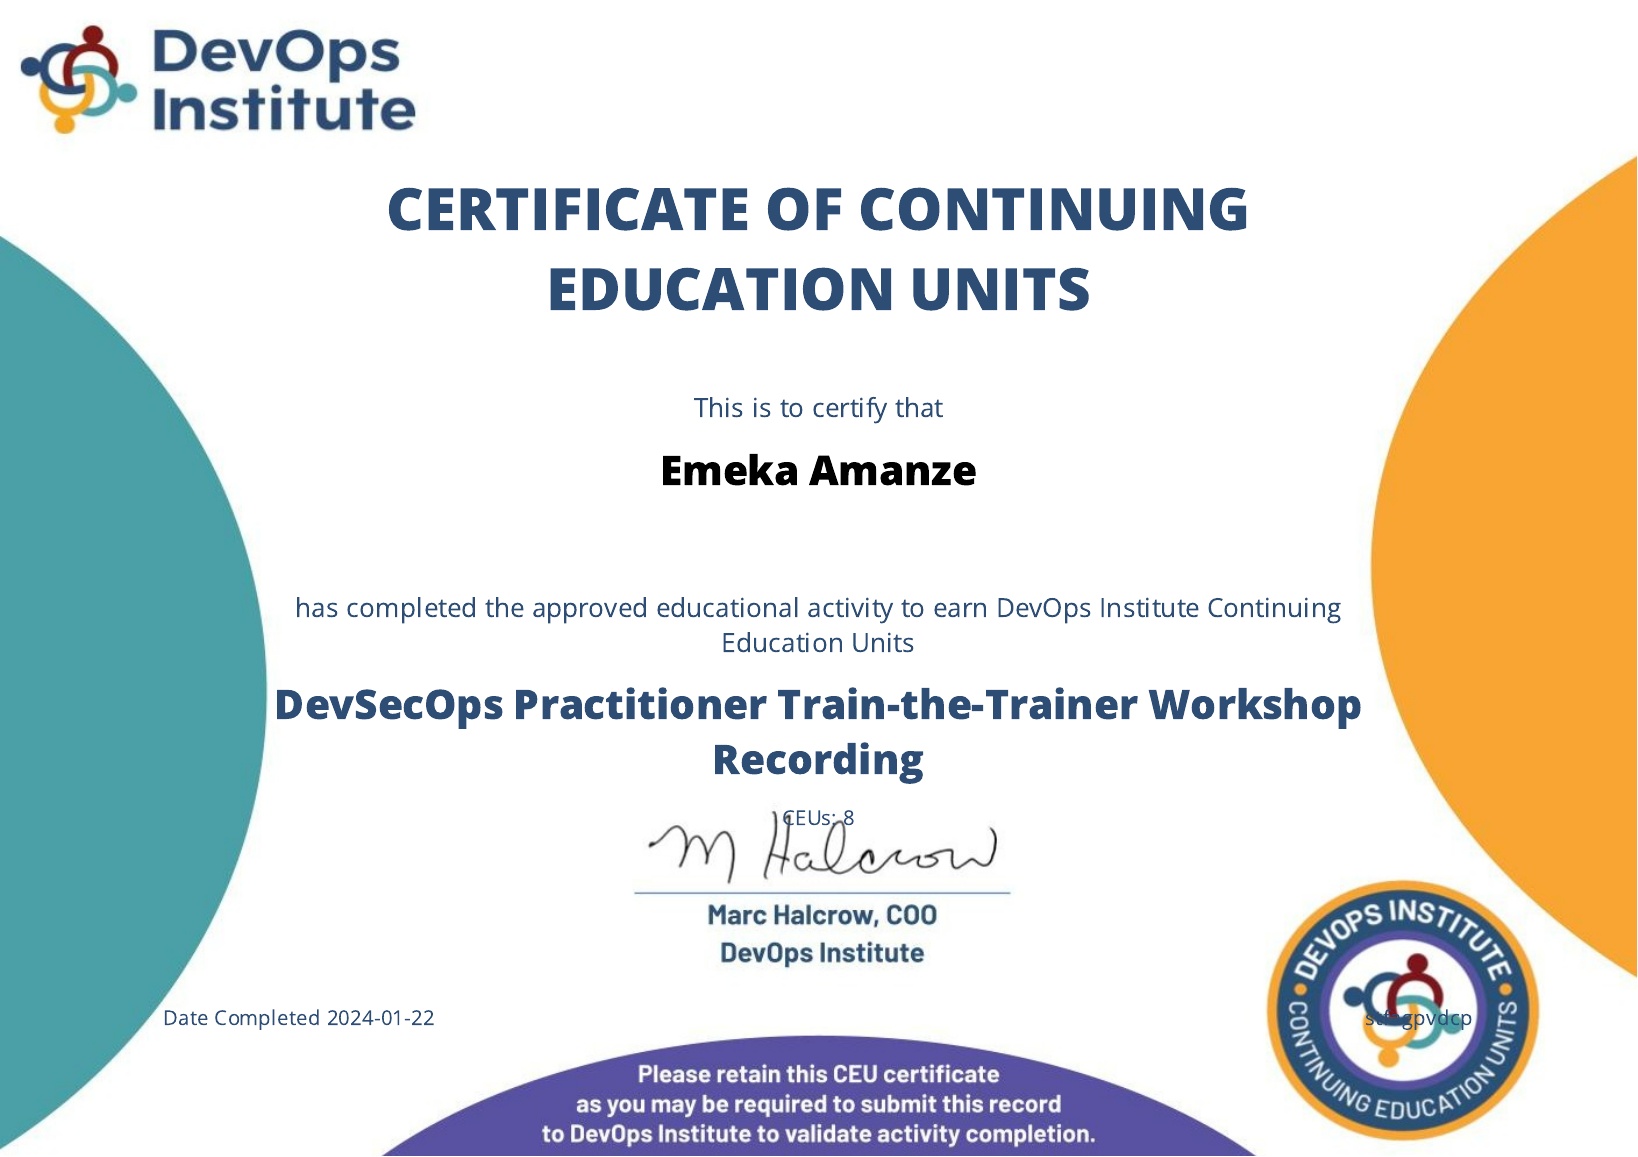 DevOps
Institute
CERTIFICATE OF CONTINUING
EDUCATION UNITS
This is to certify that
Emeka Amanze
has completed the approved educational activity to earn DevOps Institute Continuing
Education Units
DevSecOps Practitioner Train-the-Trainer Workshop
Recording
CEUs: 8
M Halcrow
Marc Halcrow, COO
DevOps Institute
Date Completed 2024-01-22
DEVOPS INSTITUTE
CONTINUING EDUCATION UNITS
Please retain this CEU certificate
as you may be required to submit this record
to DevOps Institute to validate activity completion.